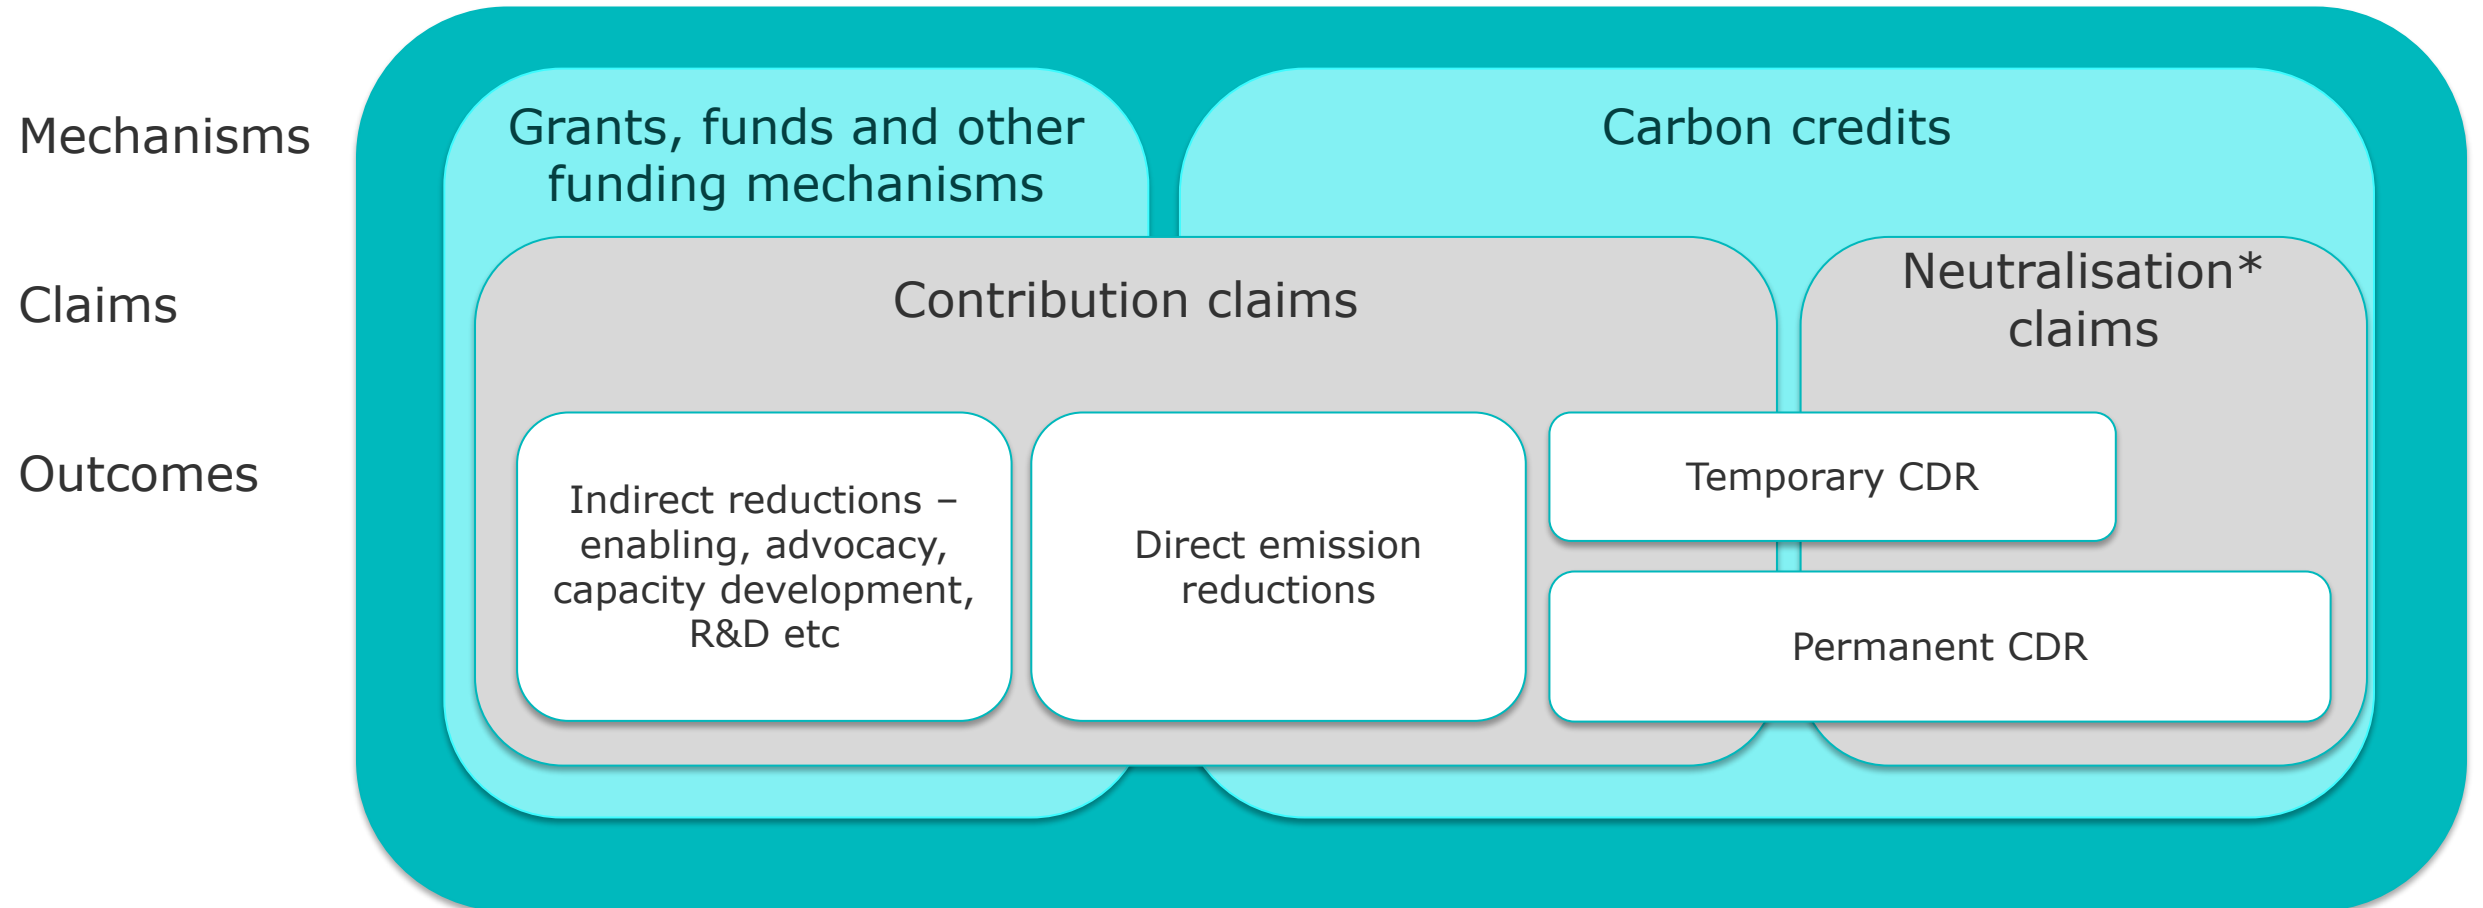 Mechanisms
Grants, funds and other
funding mechanisms
Carbon credits
Claims
Contribution claims
Neutralisation*
claims
Outcomes
Indirect reductions –
enabling, advocacy,
capacity development,
R&D etc
Direct emission
reductions
Temporary CDR
Permanent CDR